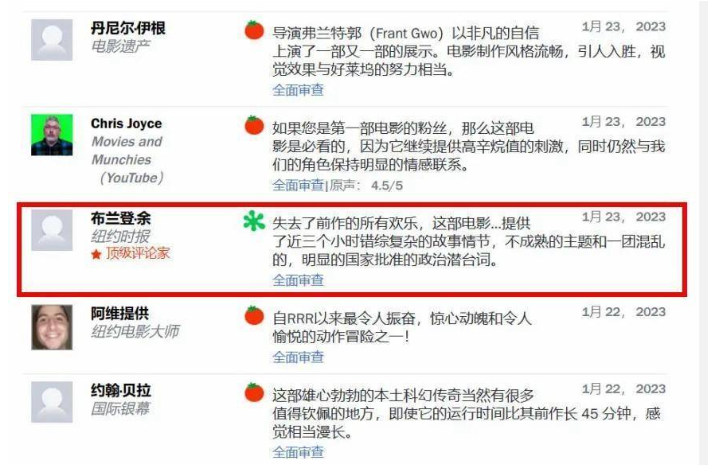 丹尼尔·伊根
电影遗产
导演弗兰特·郭（Frant Gwo）以非凡的自信
1月 23， 2023
上演了一部又一部的展示。电影制作风格流畅，引人入胜，视
觉效果与好莱坞的努力相当。
全面审查
Chris Joyce
Movies and
Munchies
（YouTube）
如果您是第一部电影的粉丝，那么这部电
1月 23， 2023
影是必看的，因为它继续提供高辛烷值的刺激，同时仍然与我
们的角色保持明显的情感联系。
全面审查|原声： 4.5/5
布兰登·余
纽约时报
★ 顶级评论家
失去了前作的所有欢乐，这部电影...提供
1月 23， 2023
了近三个小时错综复杂的故事情节，不成熟的主题和一团混乱
的，明显的国家批准的政治潜台词。
全面审查
阿维提供
纽约电影大师
自RRR以来最令人振奋，惊心动魄和令人
1月 22， 2023
愉悦的动作冒险之一！
全面审查
约翰·贝拉
国际银幕
这部雄心勃勃的本土科幻传奇当然有很多
1月 22， 2023
值得钦佩的地方，即使它的运行时间比其前作长 45 分钟，感
觉相当漫长。
全面审查